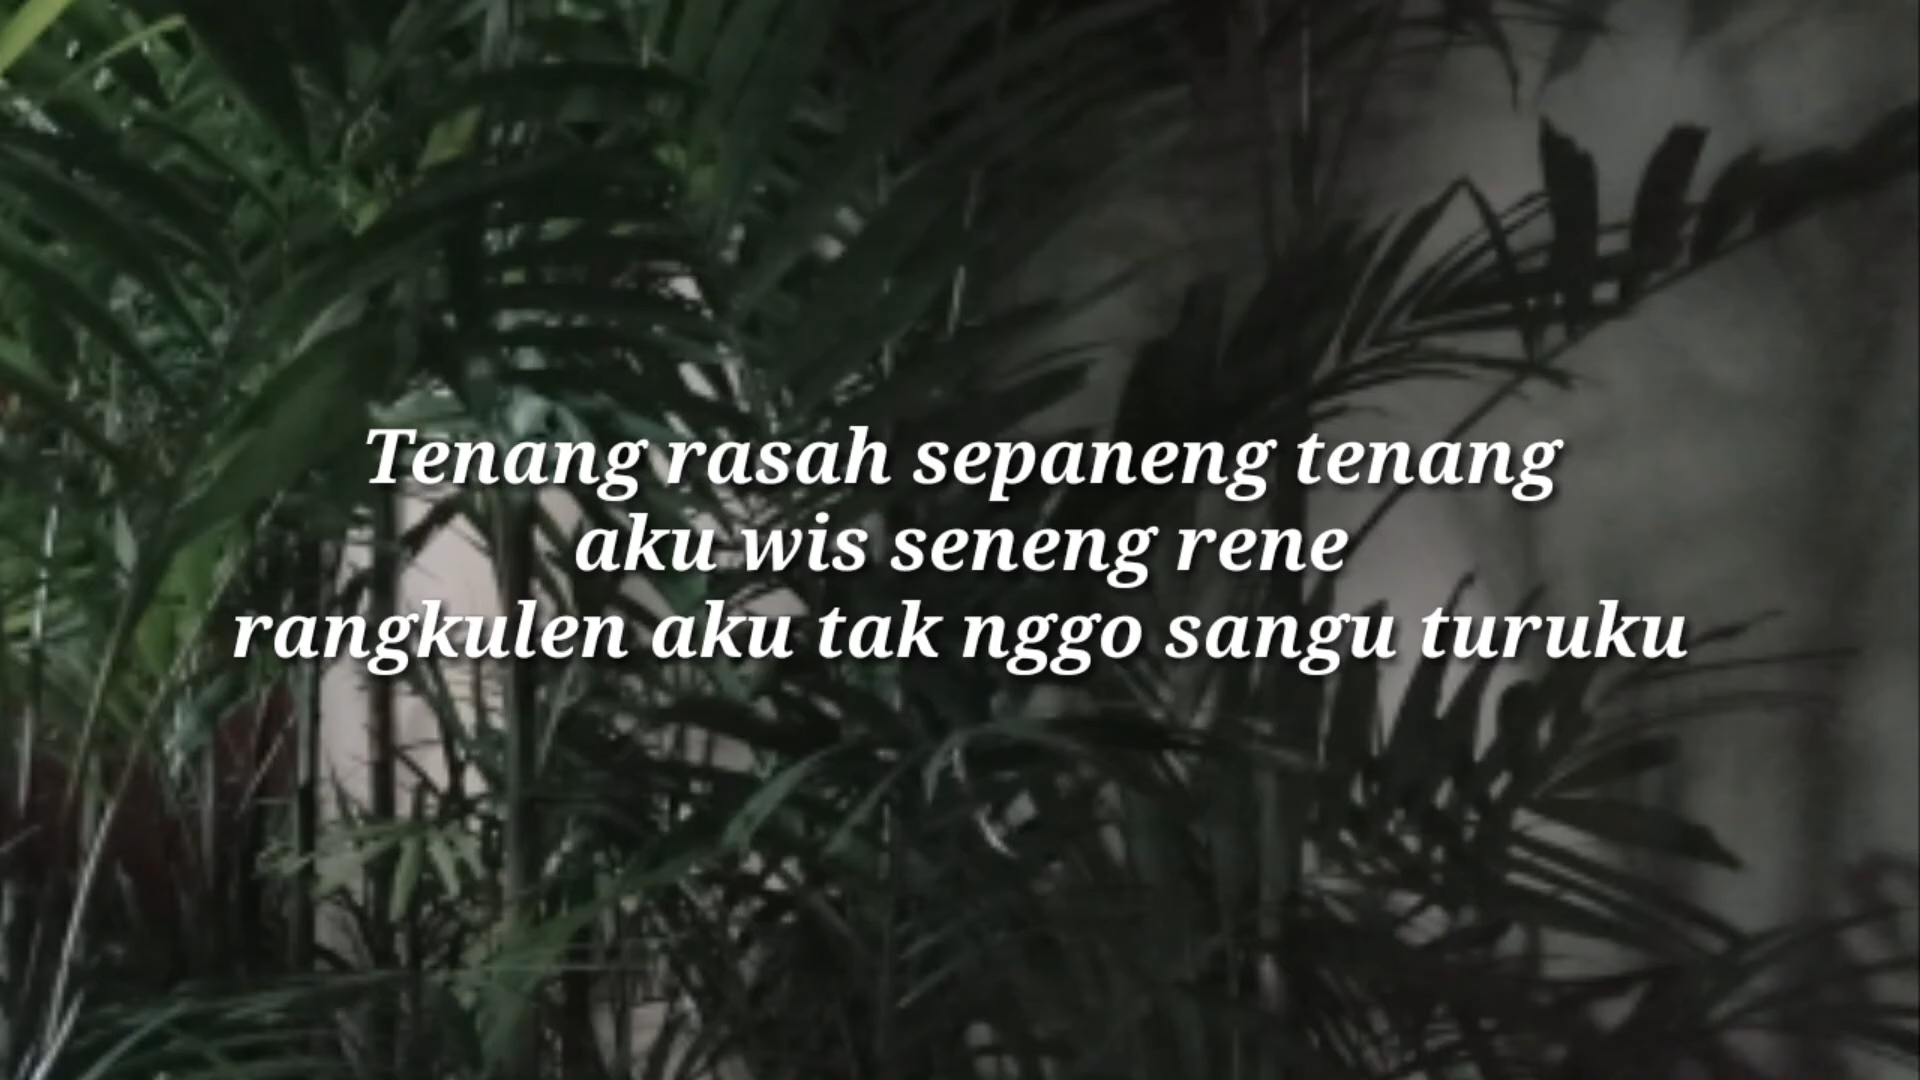 Tenang rasah sepaneng tenang
aku wis seneng rene
rangkulen aku tak nggo sangu turuku